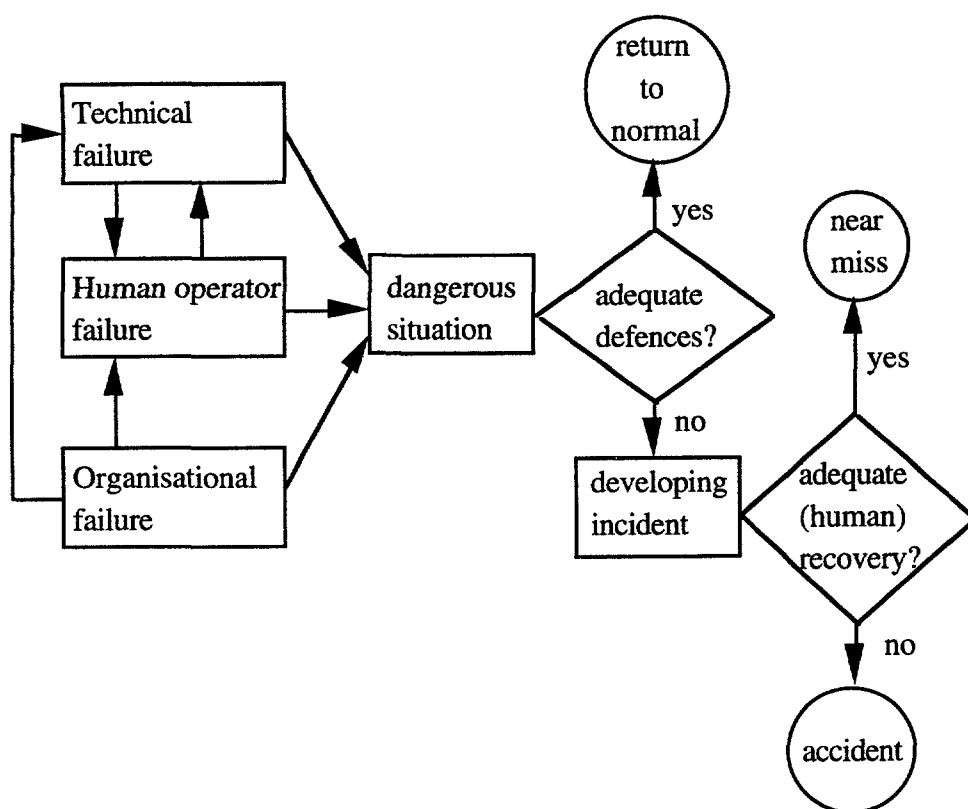 return
to
normal
Technical
failure
yes
near
miss
Human operator
failure
dangerous
situation
adequate
defences?
yes
no
Organisational
failure
developing
incident
adequate
(human)
recovery?
no
accident